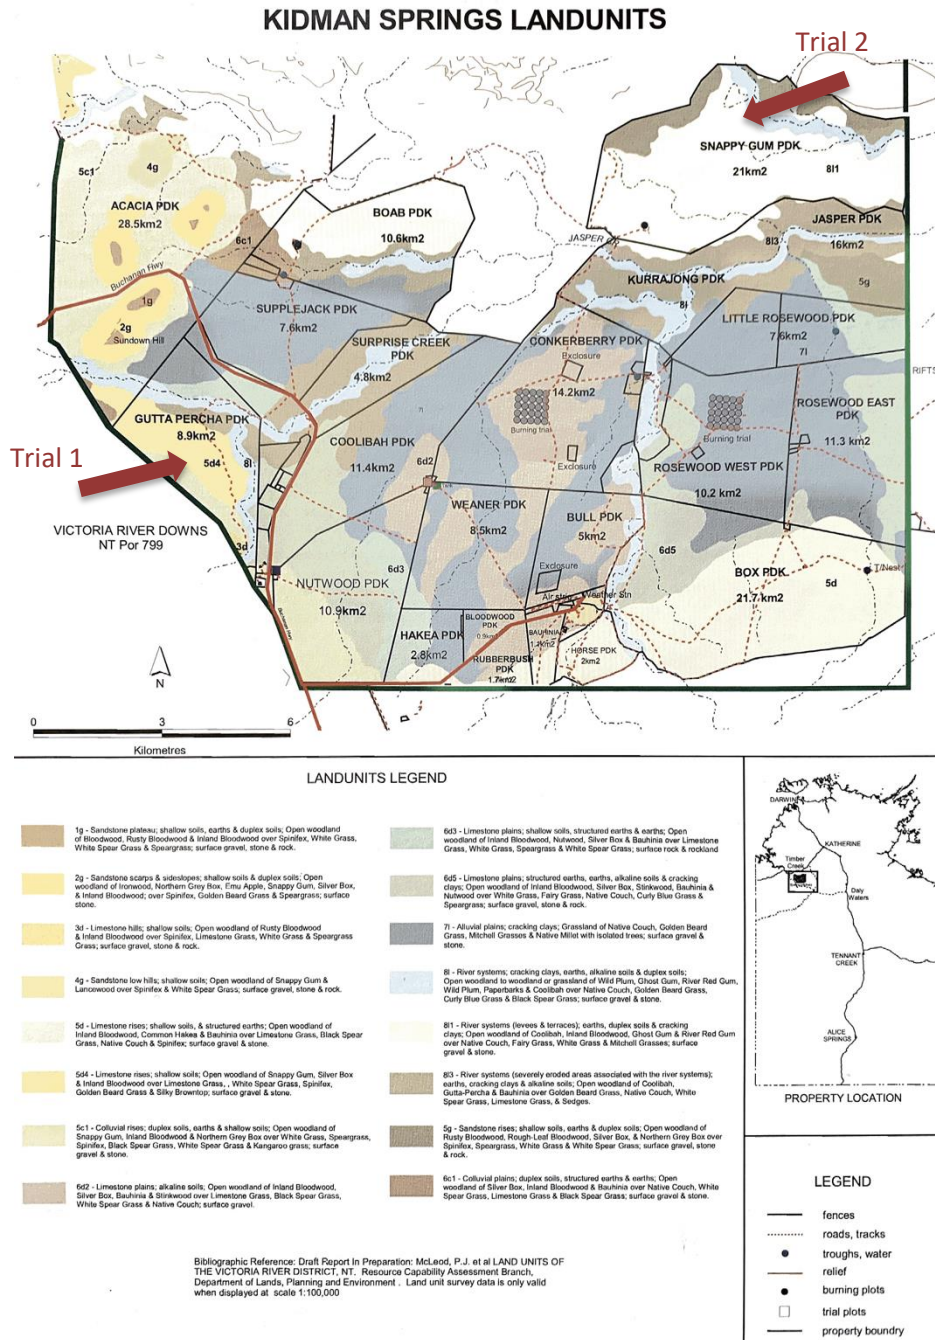 KIDMAN SPRINGS LANDUNITS
Trial 2
SNAPPY GUM PDK
21km2
8l1
5c1
4g
ACACIA PDK
28.5km2
BOAB PDK
10.6km2
JASPER PDK
16km2
6c1
JASPER
8l3
Buchanan Hwy
KURRAJONG PDK
5g
1g
8l
SUPPLEJACK PDK
7.6km2
LITTLE ROSEWOOD PDK
7.6km2
2g
Sundown Hill
SURPRISE CREEK
PDK
4.8km2
CONKERBERRY PDK
Exclosure
14.2km2
7l
RIFTS
GUTTA PERCHA PDK
8.9km2
7l
Burning trial
Burning trial
ROSEWOOD EAST
PDK
11.3 km2
Trial 1
5d4
8l
COOLIBAH PDK
11.4km2
6d2
Exclosure
ROSEWOOD WEST PDK
10.2 km2
WEANER PDK
8.5km2
BULL PDK
5km2
VICTORIA RIVER DOWNS
NT Por 799
3d
6d5
6d3
Exclosure
BOX PDK
21.7 km2
5d
NUTWOOD PDK
10.9km2
Air strip
Weather Stn
BLOODWOOD
PDK
0.9km2
BAUHINIA
HAKEA PDK
2.8km2
HORSE PDK
2km2
RUBBERBUSH
PDK
1.7km2
Buchanan Hwy
N
0 3 6
Kilometres
LANDUNITS LEGEND
1g - Sandstone plateau; shallow soils, earths & duplex soils; Open woodland
of Bloodwood, Rusty Bloodwood & Inland Bloodwood over Spinifex, White Grass,
White Spear Grass & Speargrass; surface gravel, stone & rock.
2g - Sandstone scarps & sideslopes; shallow soils & duplex soils; Open
woodland of Ironwood, Northern Grey Box, Emu Apple, Snappy Gum, Silver Box,
& Inland Bloodwood; over Spinifex, Golden Beard Grass & Speargrass; surface
stone.
3d - Limestone hills; shallow soils; Open woodland of Rusty Bloodwood
& Inland Bloodwood over Spinifex, Limestone Grass, White Grass & Speargrass
Grass; surface gravel, stone & rock.
4g - Sandstone low hills; shallow soils; Open woodland of Snappy Gum &
Lancewood over Spinifex & White Spear Grass; surface gravel, stone & rock.
5d - Limestone rises; shallow soils, & structured earths; Open woodland of
Inland Bloodwood, Common Hakea & Bauhinia over Limestone Grass, Black Spear
Grass, Native Couch & Spinifex; surface gravel & stone.
5d4 - Limestone rises; shallow soils; Open woodland of Snappy Gum, Silver Box
& Inland Bloodwood over Limestone Grass, , White Spear Grass, Spinifex,
Golden Beard Grass & Silky Browntop; surface gravel & stone.
5c1 - Colluvial rises; duplex soils, earths & shallow soils; Open woodland of
Snappy Gum, Inland Bloodwood & Northern Grey Box over White Grass, Speargrass,
Spinifex, Black Spear Grass, White Spear Grass & Kangaroo grass; surface
gravel & stone.
6d2 - Limestone plains; alkaline soils; Open woodland of Inland Bloodwood,
Silver Box, Bauhinia & Stinkwood over Limestone Grass, Black Spear Grass,
White Spear Grass & Native Couch; surface gravel.
6d3 - Limestone plains; shallow soils, structured earths & earths; Open
woodland of Inland Bloodwood, Nutwood, Silver Box & Bauhinia over Limestone
Grass, White Grass, Speargrass & White Spear Grass; surface rock & rockland
6d5 - Limestone plains; structured earths, earths, alkaline soils & cracking
clays; Open woodland of Inland Bloodwood, Silver Box, Stinkwood, Bauhinia &
Nutwood over White Grass, Fairy Grass, Native Couch, Curly Blue Grass &
Speargrass; surface gravel, stone & rock.
7l - Alluvial plains; cracking clays; Grassland of Native Couch, Golden Beard
Grass, Mitchell Grasses & Native Millet with isolated trees; surface gravel &
stone.
8l - River systems; cracking clays, earths, alkaline soils & duplex soils;
Open woodland to woodland or grassland of Wild Plum, Ghost Gum, River Red Gum,
Wild Plum, Paperbarks & Coolibah over Native Couch, Golden Beard Grass,
Curly Blue Grass & Black Spear Grass; surface gravel & stone.
8l1 - River systems (levees & terraces); earths, duplex soils & cracking
clays; Open woodland of Coolibah, Inland Bloodwood, Ghost Gum & River Red Gum
over Native Couch, Fairy Grass, White Grass & Mitchell Grasses; surface
gravel & stone.
8l3 - River systems (severely eroded areas associated with the river systems);
earths, cracking clays & alkaline soils; Open woodland of Coolibah,
Gutta-Percha & Bauhinia over Golden Beard Grass, Native Couch, White
Spear Grass, Limestone Grass, & Sedges.
5g - Sandstone rises; shallow soils, earths & duplex soils; Open woodland of
Rusty Bloodwood, Rough-Leaf Bloodwood, Silver Box, & Northern Grey Box over
Spinifex, Speargrass, White Grass & White Spear Grass; surface gravel, stone
& rock.
6c1 - Colluvial plains; duplex soils, structured earths & earths; Open
woodland of Silver Box, Inland Bloodwood & Bauhinia over Native Couch, White
Spear Grass, Limestone Grass & Black Spear Grass; surface gravel & stone.
Bibliographic Reference: Draft Report In Preparation: McLeod, P.J. et al LAND UNITS OF
THE VICTORIA RIVER DISTRICT, NT. Resource Capability Assessment Branch,
Department of Lands, Planning and Environment . Land unit survey data is only valid
when displayed at scale 1:100,000
DARWIN
KATHERINE
Timber
Creek
Daly
Waters
TENNANT
CREEK
ALICE
SPRINGS
PROPERTY LOCATION
LEGEND
fences
roads, tracks
troughs, water
relief
burning plots
trial plots
property boundry